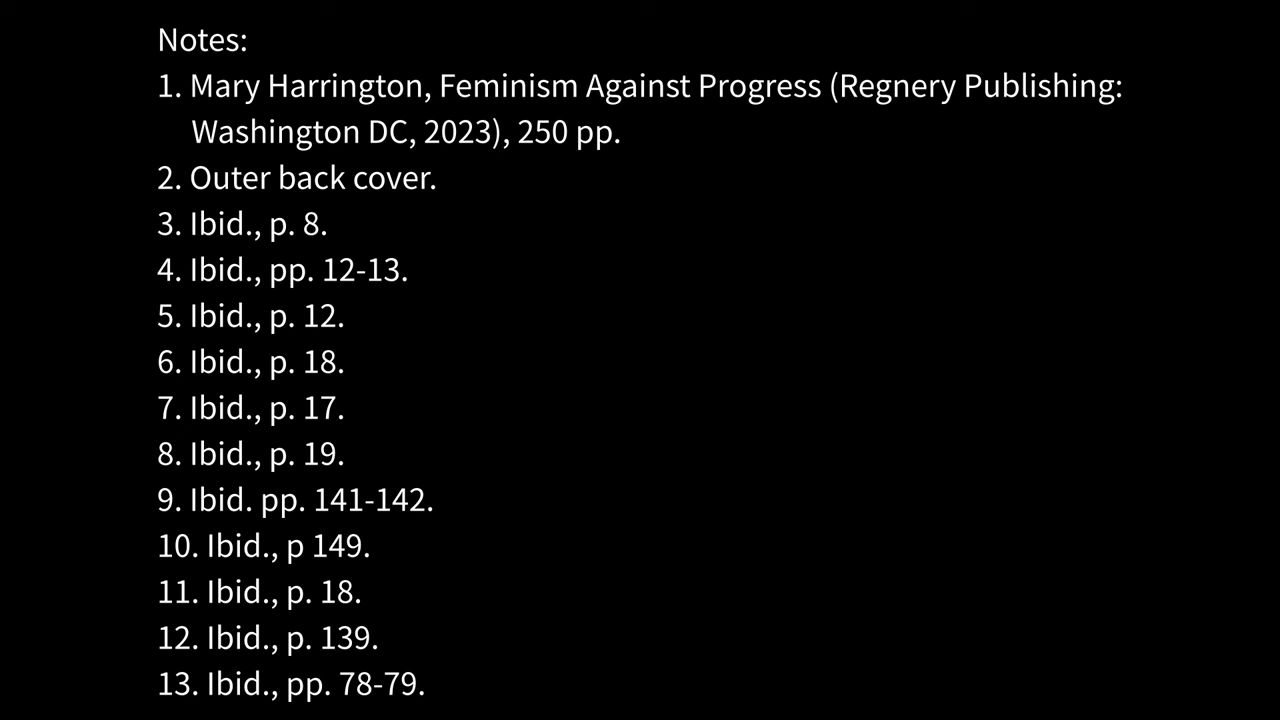 Notes:
1. Mary Harrington, Feminism Against Progress (Regnery Publishing:
Washington DC, 2023), 250 pp.
2. Outer back cover.
3. Ibid., p. 8.
4. Ibid., pp. 12-13.
5. Ibid., p. 12.
6. Ibid., p. 18.
7. Ibid., p. 17.
8. Ibid., p. 19.
9. Ibid. pp. 141-142.
10. Ibid., p 149.
11. Ibid., p. 18.
12. Ibid., p. 139.
13. Ibid., pp. 78-79.